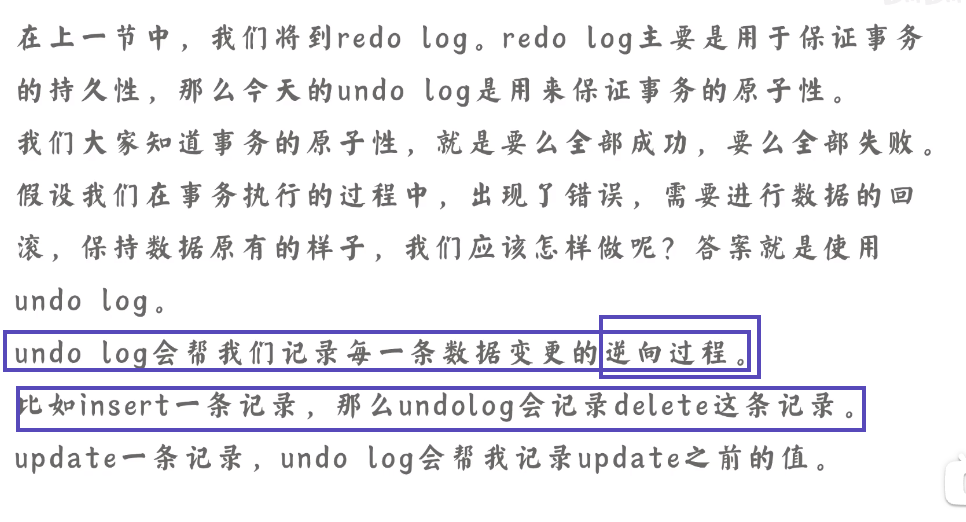 在上一节中，我们将到redo log。redo log主要是用于保证事务
的持久性，那么今天的undo log是用来保证事务的原子性。
我们大家知道事务的原子性，就是要么全部成功，要么全部失败。
假设我们在事务执行的过程中，出现了错误，需要进行数据的回
滚，保持数据原有的样子，我们应该怎样做呢？答案就是使用
undo log。
undo log会帮我们记录每一条数据变更的逆向过程。
比如insert一条记录，那么undolog会记录delete这条记录。
update一条记录，undo log会帮我记录update之前的值。